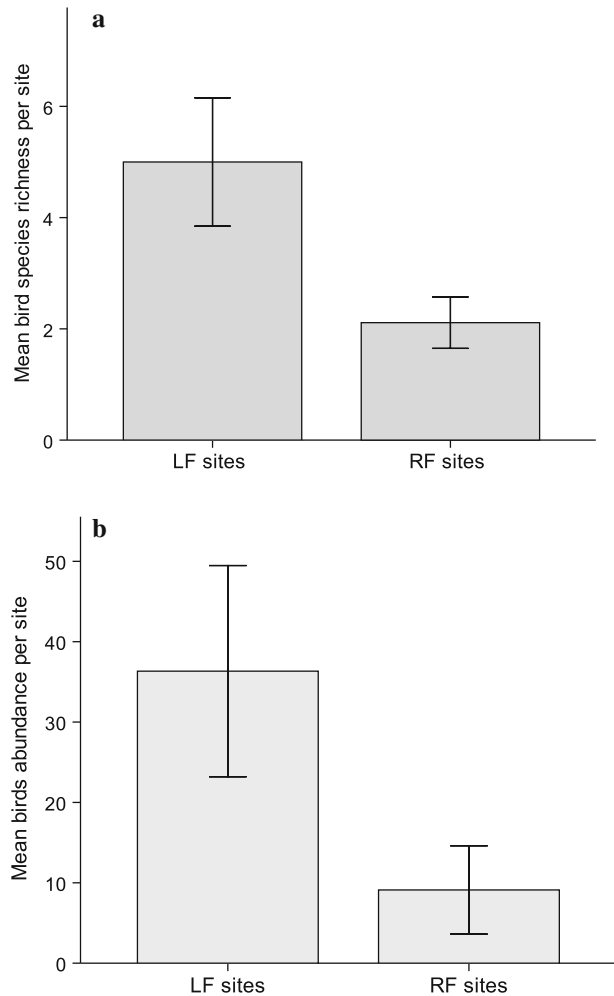 a
Mean bird species richness per site
6
4
2
0
LF sites RF sites
b
Mean birds abundance per site
50
40
30
20
10
0
LF sites RF sites